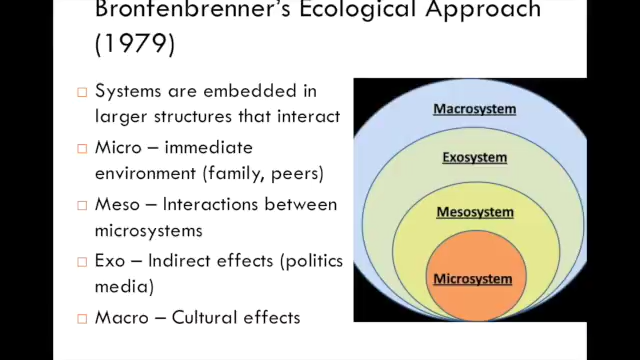 Bronfenbrenner's Ecological Approach
(1979)
□ Systems are embedded in
larger structures that interact
□ Micro – immediate
environment (family, peers)
□ Meso – Interactions between
microsystems
□ Exo – Indirect effects (politics
media)
□ Macro – Cultural effects
Macrosystem
Exosystem
Mesosystem
Microsystem